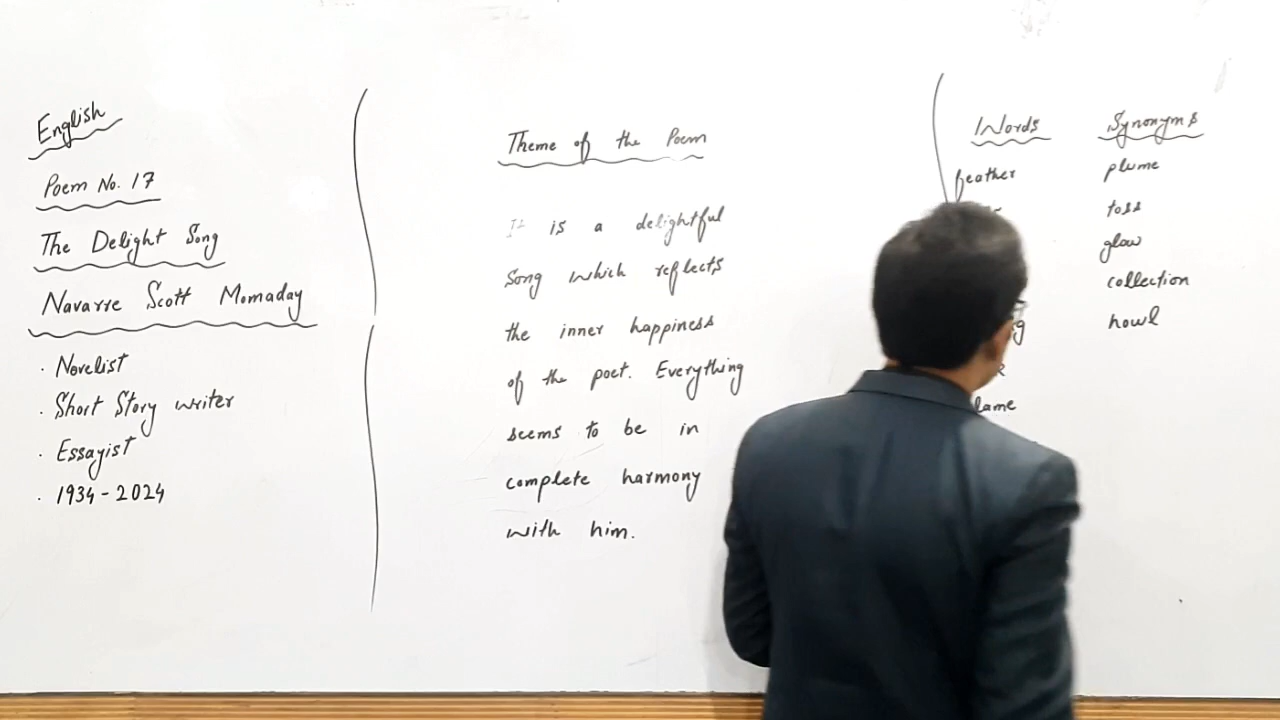 English
Poem No. 17
The Delight Song
Navarre Scott Momaday
· Novelist
· Short Story writer
· Essayist
· 1934-2024
Theme of the Poem
It is a delightful
song which reflects
the inner happiness
of the poet. Everything
seems to be in
complete harmony
with him.
Words Synonyms
feather plume
toss
glow
collection
howl